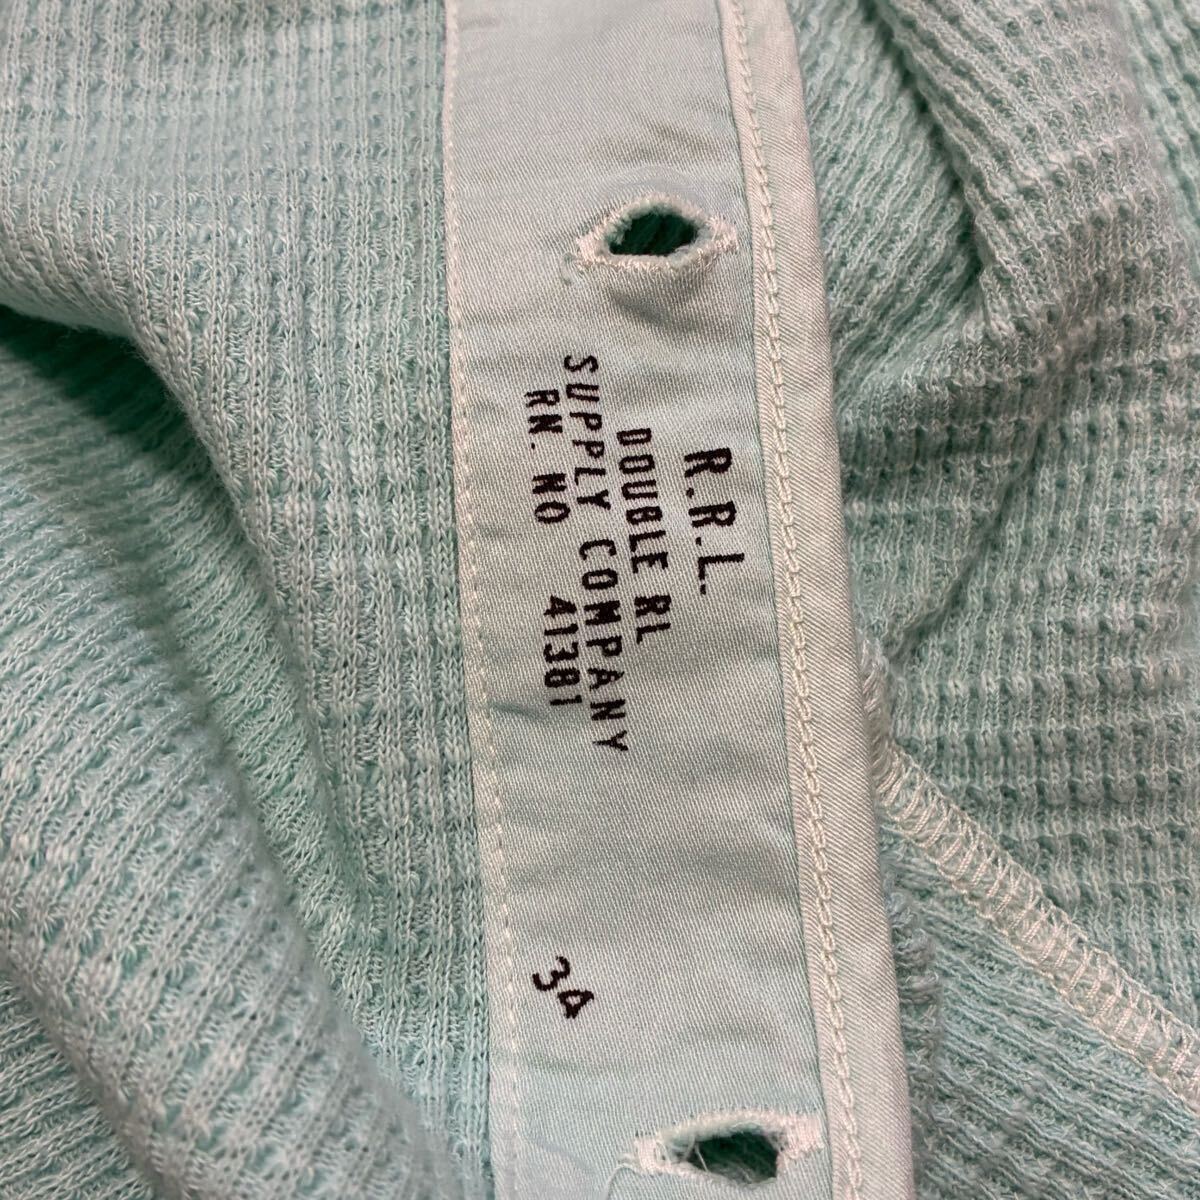 R.R.L.
DOUBLE RL
SUPPLY COMPANY
RN. NO 41381
34